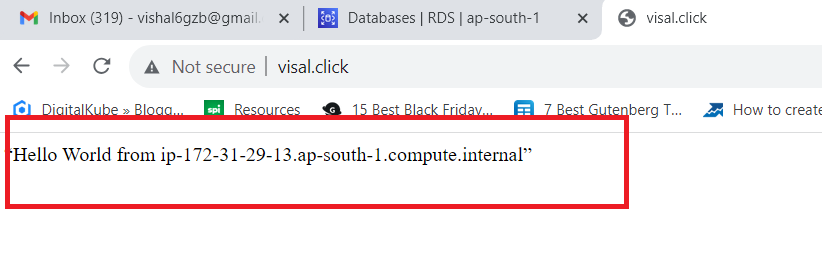 Inbox (319) - vishal6gzb@gmail. Databases | RDS | ap-south-1 visal.click
Not secure | visal.click
DigitalKube » Blogg... spi Resources 15 Best Black Friday... 7 Best Gutenberg T... How to create
“Hello World from ip-172-31-29-13.ap-south-1.compute.internal”